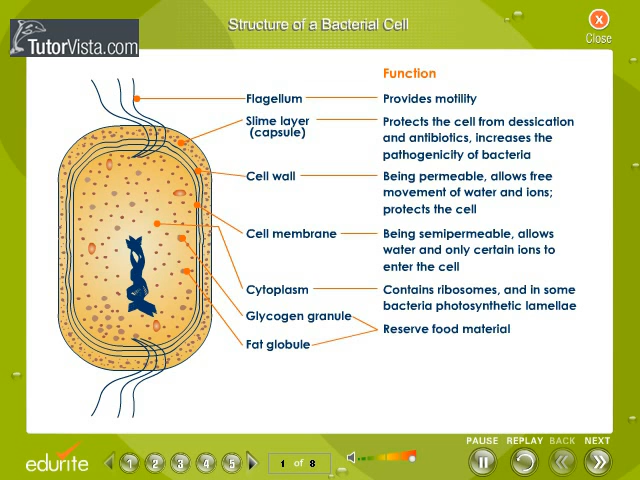 Structure of a Bacterial Cell
Close
TutorVista.com
Function
Flagellum
Provides motility
Slime layer
(capsule)
Protects the cell from dessication
and antibiotics, increases the
pathogenicity of bacteria
Cell wall
Being permeable, allows free
movement of water and ions;
protects the cell
Cell membrane
Being semipermeable, allows
water and only certain ions to
enter the cell
Cytoplasm
Contains ribosomes, and in some
bacteria photosynthetic lamellae
Glycogen granule
Reserve food material
Fat globule
PAUSE REPLAY BACK NEXT
edurite
1 2 3 4 5
1 of 8